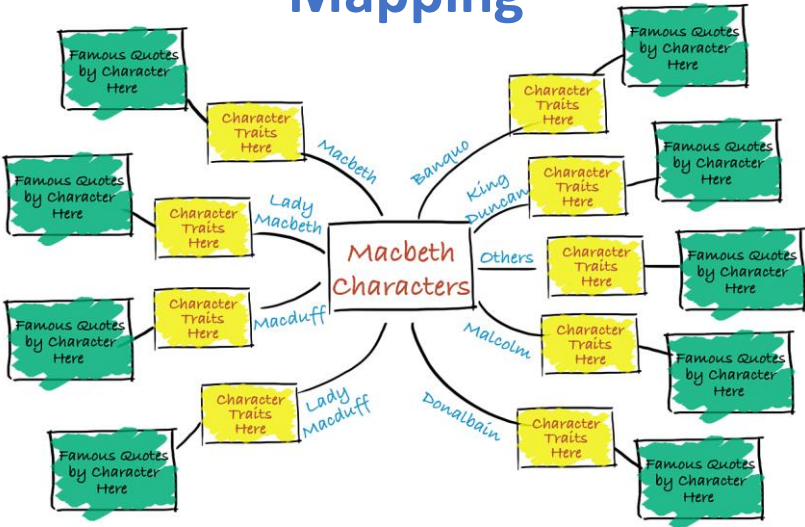 Mapping
Famous Quotes
by Character
Here
Character
Traits
Here
Macbeth
Famous Quotes
by Character
Here
Character
Traits
Here
Lady
Macbeth
Famous Quotes
by Character
Here
Character
Traits
Here
Macduff
Famous Quotes
by Character
Here
Character
Traits
Here
Lady
Macduff
Macbeth
Characters
Banquo
Character
Traits
Here
Famous Quotes
by Character
Here
King
Duncan
Character
Traits
Here
Famous Quotes
by Character
Here
Others
Character
Traits
Here
Famous Quotes
by Character
Here
Malcolm
Character
Traits
Here
Famous Quotes
by Character
Here
Donalbain
Character
Traits
Here
Famous Quotes
by Character
Here